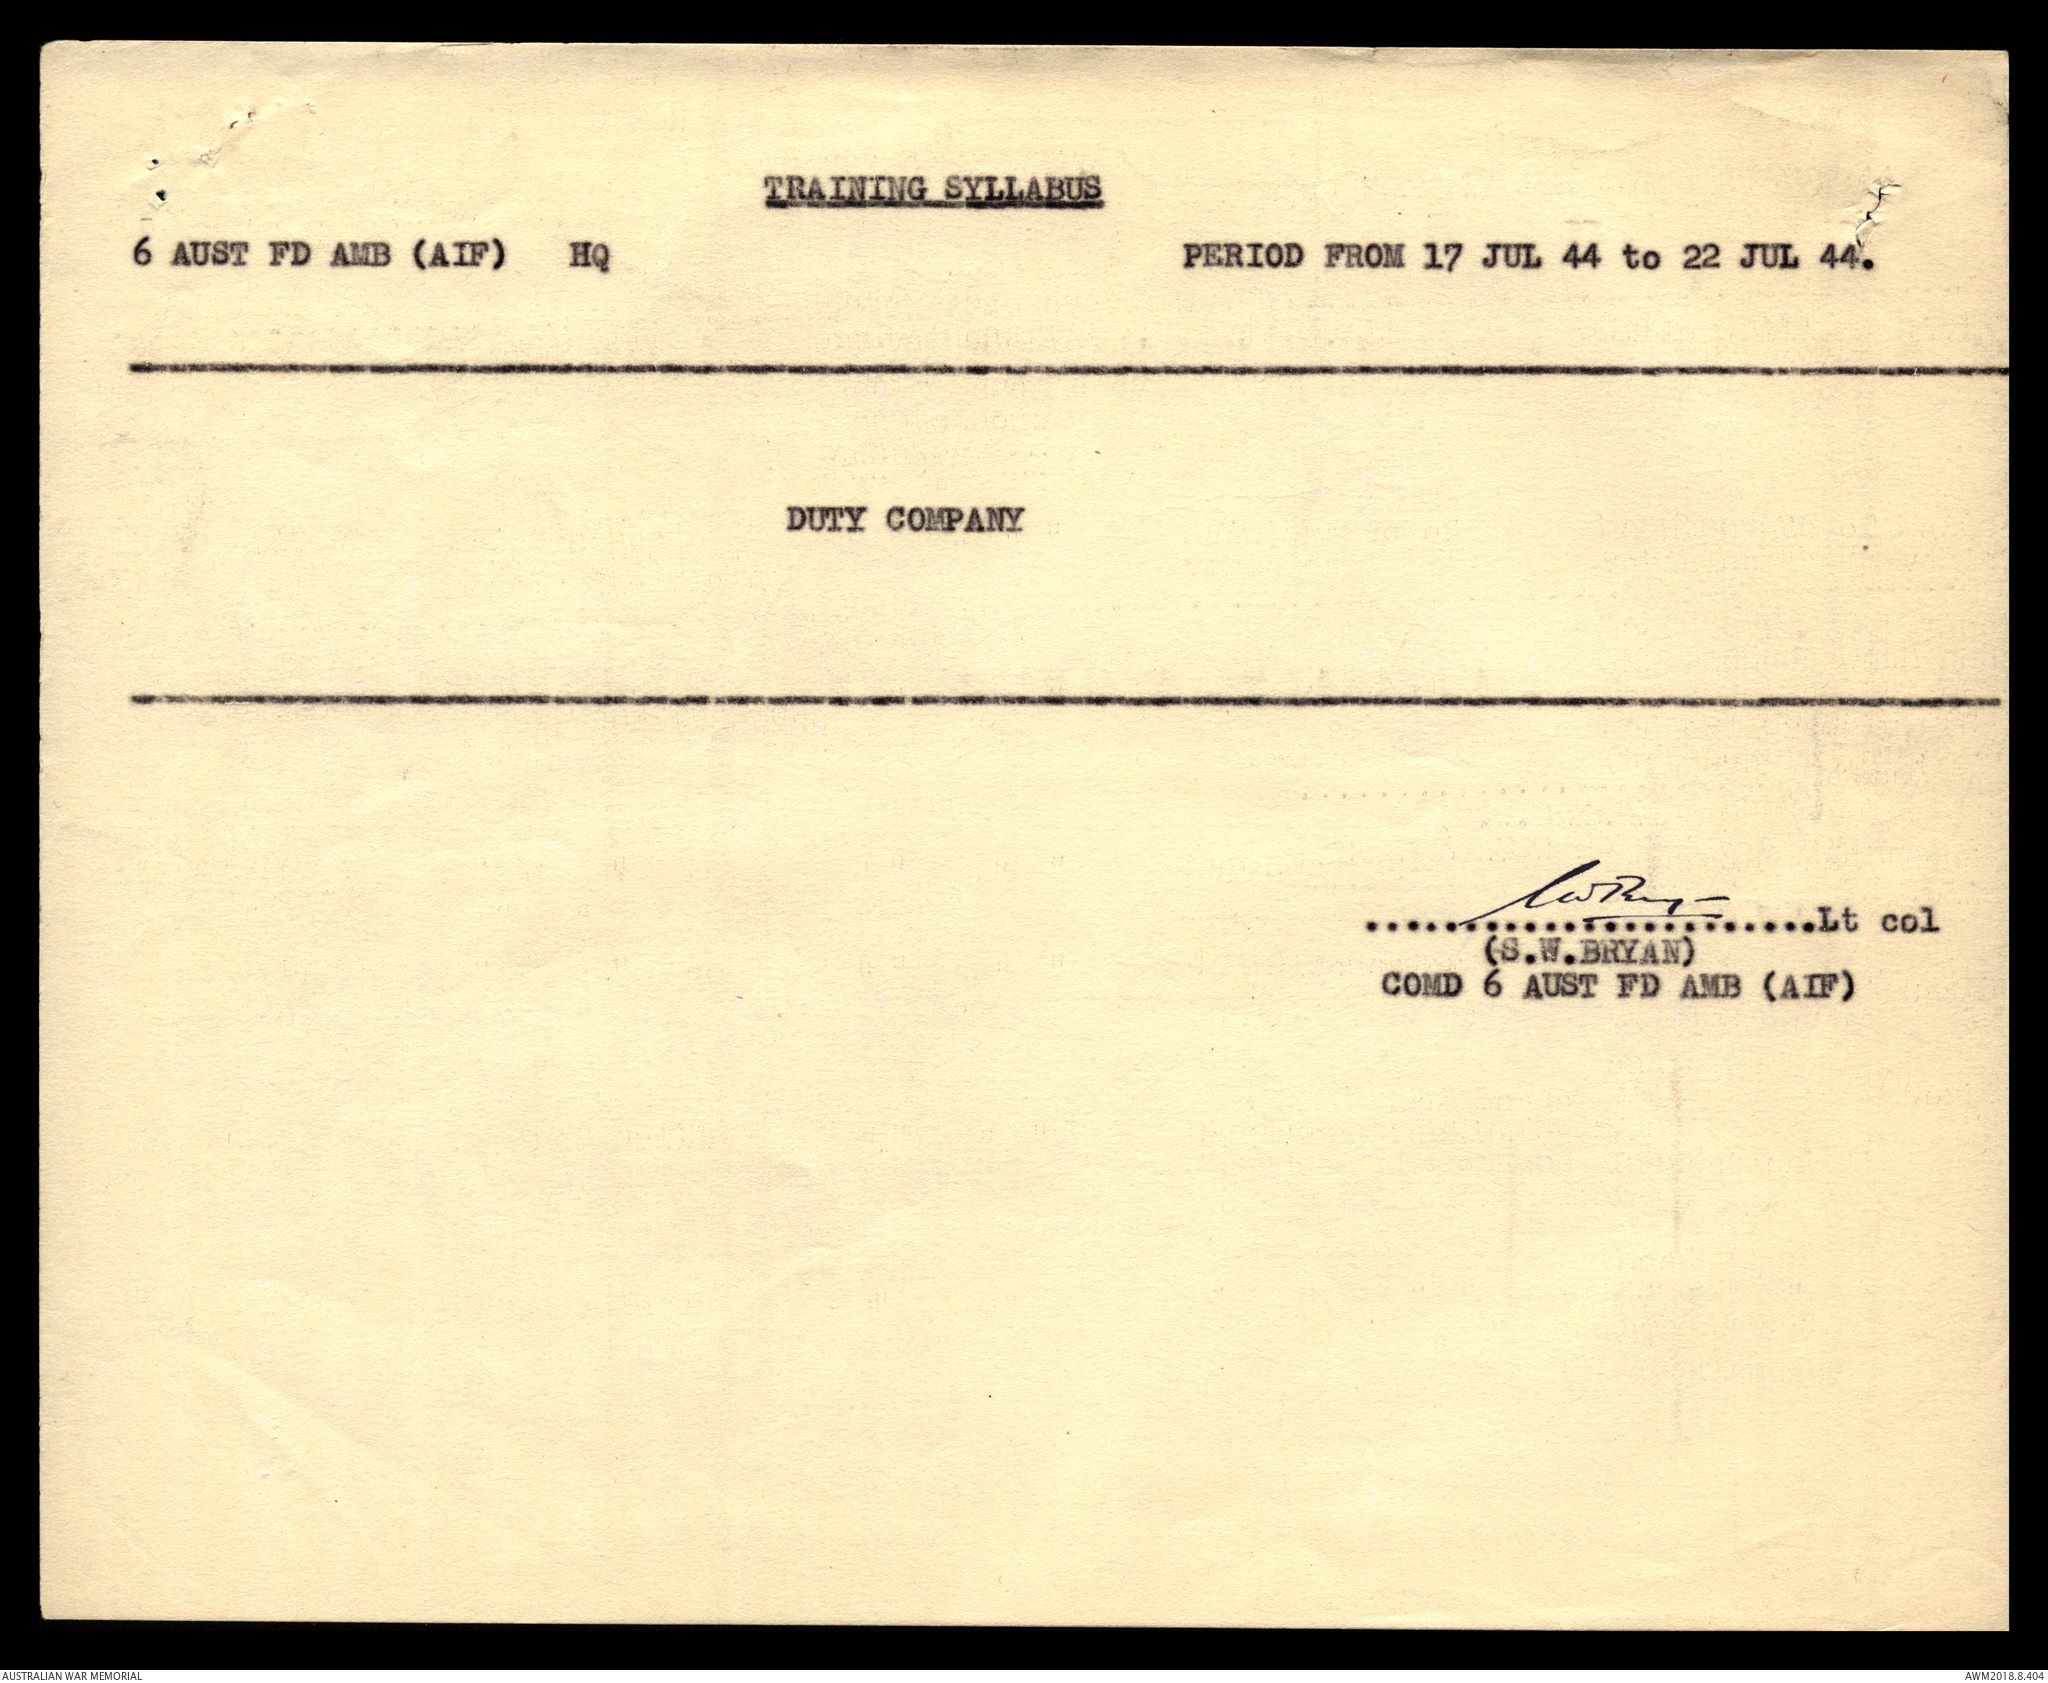 TRAINING SYLLABUS
6 AUST FD AMB (AIF) HQ PERIOD FROM 17 JUL 44 to 22 JUL 44.
DUTY COMPANY
.......................Lt col
(S.W.BRYAN)
COMD 6 AUST FD AMB (AIF)
AUSTRALIAN WAR MEMORIAL AWM2018.8.404